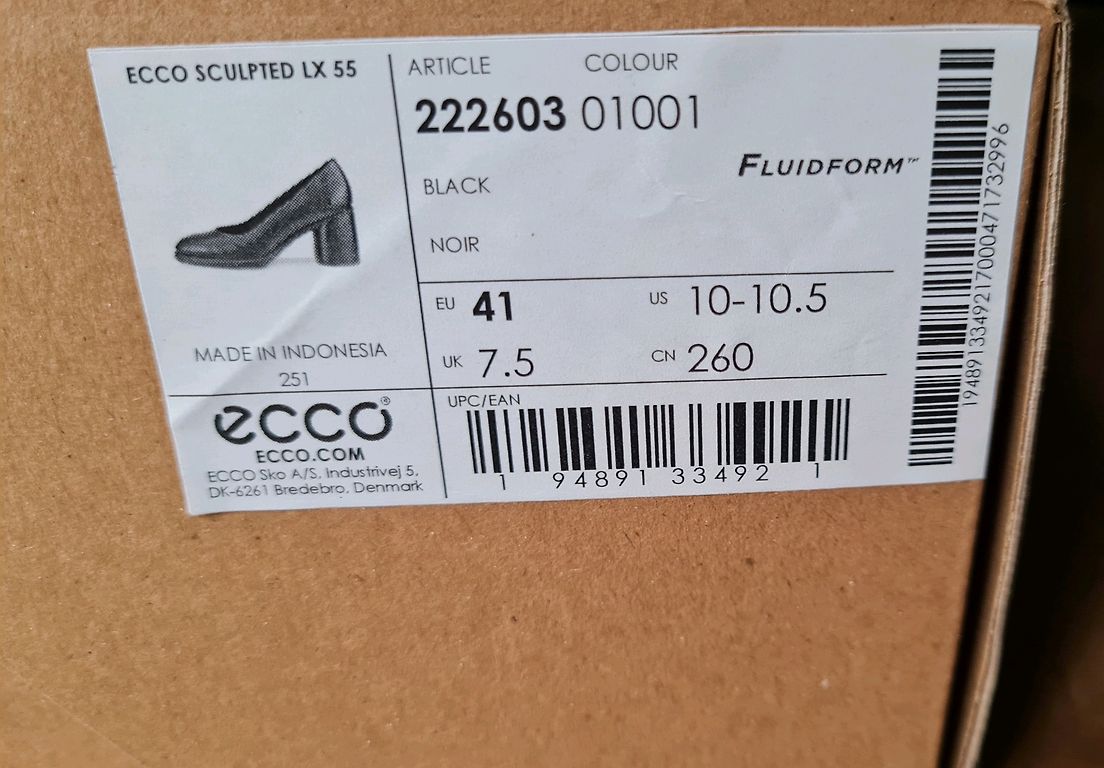 ECCO SCULPTED LX 55
MADE IN INDONESIA
251
ecco®
ECCO.COM
ECCO Sko A/S, Industrivej 5,
DK-6261 Bredebro, Denmark
ARTICLE COLOUR
222603 01001
FLUIDFORM™
BLACK
NOIR
EU 41 US 10-10.5
UK 7.5 CN 260
UPC/EAN
1 94891 33492 1
1948913349217000471732996